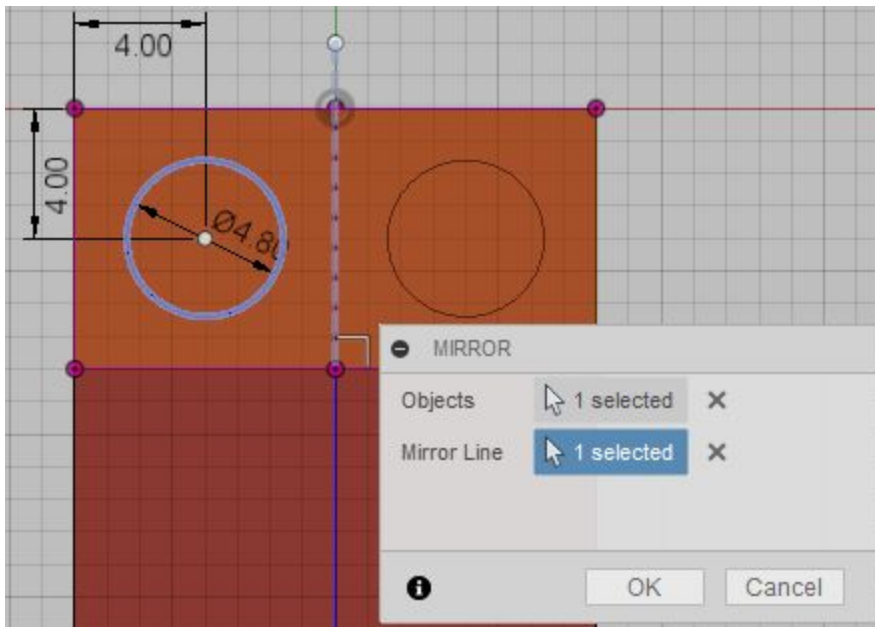 4.00
4.00
Ø4.80
MIRROR
Objects 1 selected
Mirror Line 1 selected
OK Cancel